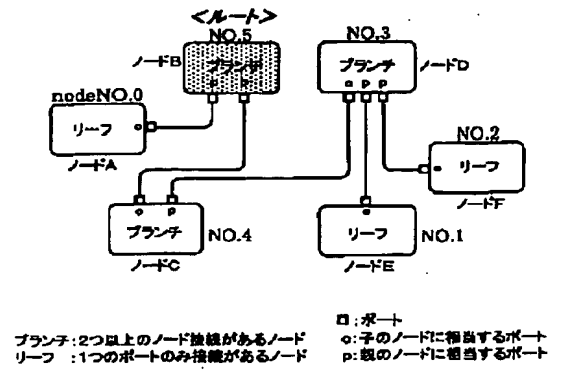 <ルート>
NO.5
NO.3
ノードB
ブランチ
p p
ブランチ
o p p
ノードD
nodeNO.0
リーフ o
ノードA
NO.2
o リーフ
ノードF
o p
ブランチ
NO.4
ノードC
o
リーフ
NO.1
ノードE
ブランチ:2つ以上のノード接続があるノード
リーフ :1つのポートのみ接続があるノード
□:ポート
o:子のノードに相当するポート
p:親のノードに相当するポート